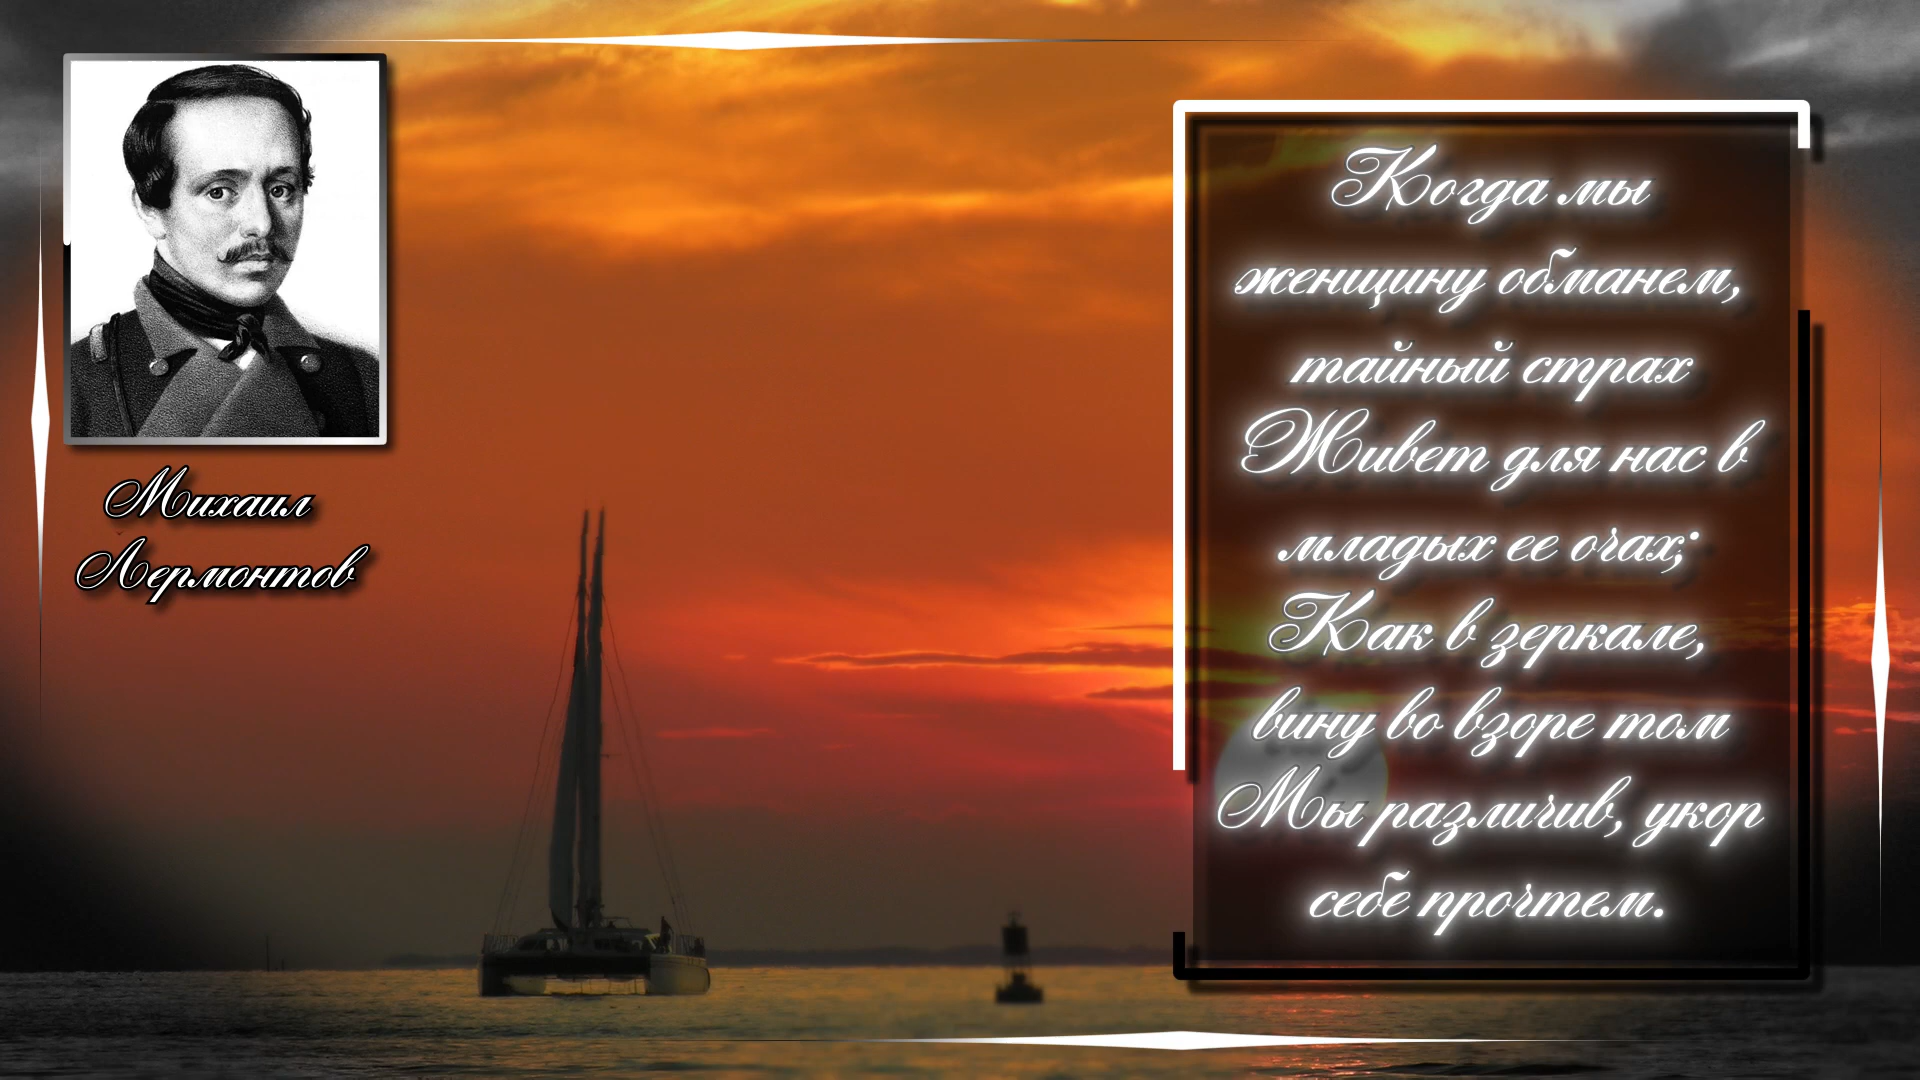 Михаил
Лермонтов
Когда мы
женщину обманем,
тайный страх
Живет для нас в
младых ее очах;
Как в зеркале,
вину во взоре том
Мы различив, укор
себе прочтем.